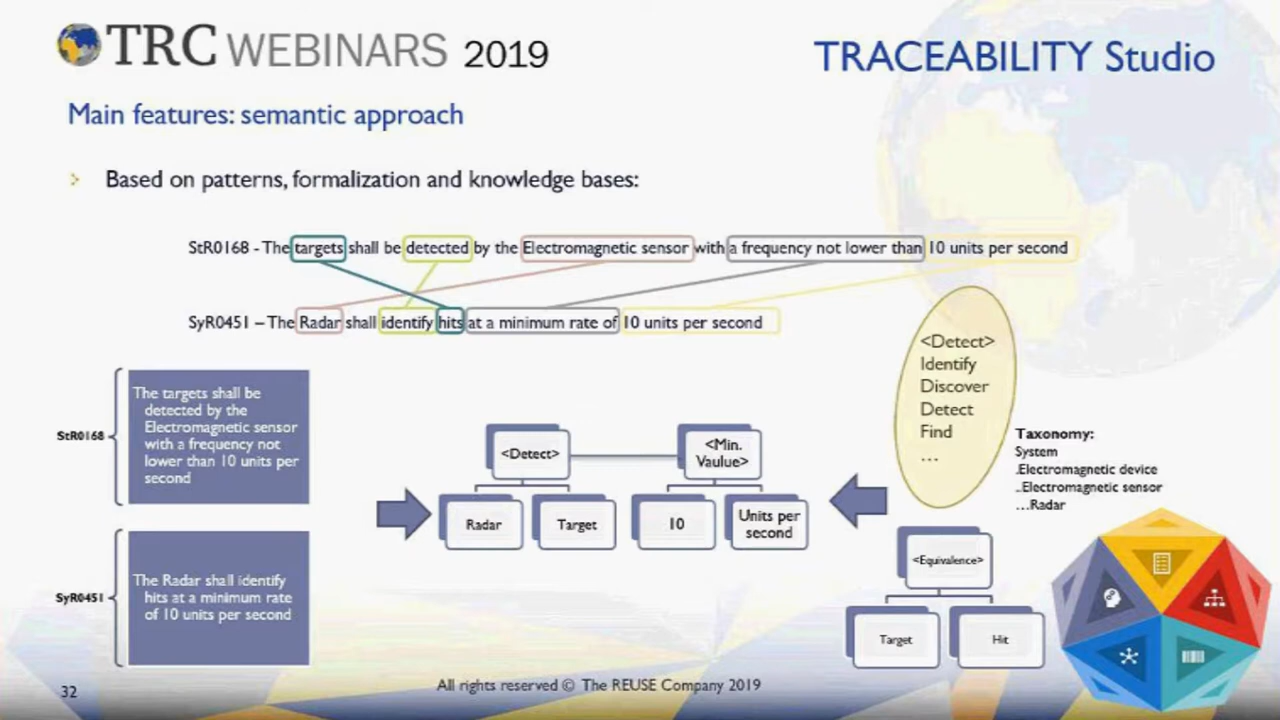 TRC WEBINARS 2019
TRACEABILITY Studio
Main features: semantic approach
Based on patterns, formalization and knowledge bases:
StR0168 - The targets shall be detected by the Electromagnetic sensor with a frequency not lower than 10 units per second
SyR0451 – The Radar shall identify hits at a minimum rate of 10 units per second
<Detect>
Identify
Discover
Detect
Find
...
Taxonomy:
System
.Electromagnetic device
..Electromagnetic sensor
...Radar
StR0168
The targets shall be
detected by the
Electromagnetic sensor
with a frequency not
lower than 10 units per
second
<Detect>
<Min.
Vaulue>
Radar
Target
10
Units per
second
SyR0451
The Radar shall identify
hits at a minimum rate
of 10 units per second
<Equivalence>
Target
Hit
32
All rights reserved © The REUSE Company 2019